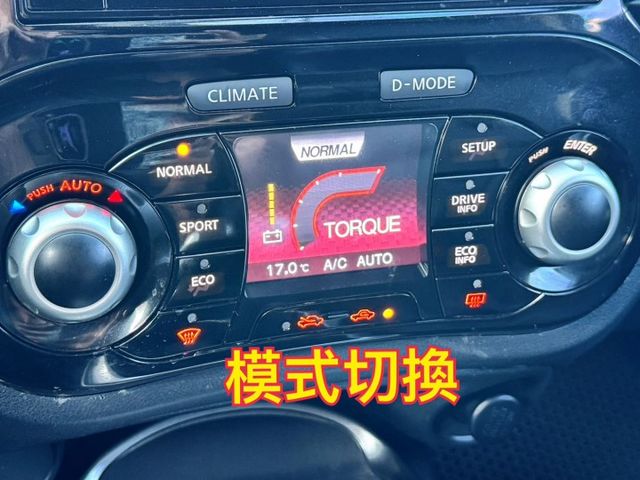 CLIMATE
D-MODE
NORMAL
NORMAL
SETUP
PUSH ENTER
PUSH AUTO
SPORT
TORQUE
DRIVE
INFO
ECO
ECO
INFO
17.0°C A/C AUTO
模式切換